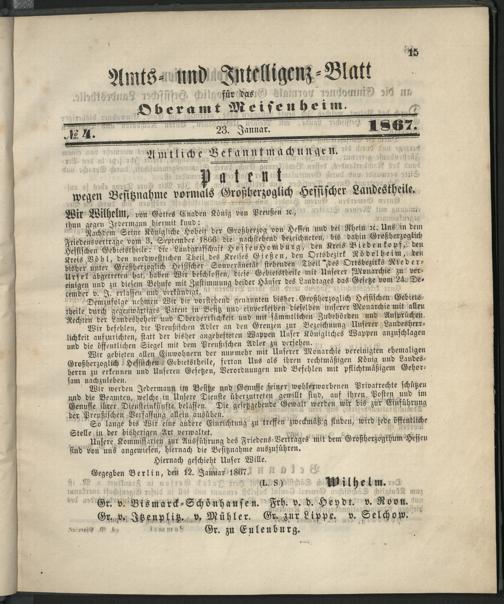 15
Amts- und Intelligenz-Blatt
für das
Oberamt Meisenheim.
№ 4. 23. Januar. 1867.
Amtliche Bekanntmachungen.
Patent
wegen Besitznahme vormals Großherzoglich Hessischer Landestheile.
Wir Wilhelm, von Gottes Gnaden König von Preußen ꝛc.
thun gegen Jedermann hiermit kund:
Nachdem Seine Königliche Hoheit der Großherzog von Hessen und bei Rhein ꝛc. Uns in dem
Friedensvertrage vom 3. September 1866 die nachstehend bezeichneten, bis dahin Großherzoglich
Hessischen Gebietstheile: die Landgrafschaft Hessen-Homburg, den Kreis Biedenkopf, den
Kreis Vöhl, den nordwestlichen Theil des Kreises Gießen, den Ortsbezirk Rödelheim, den
bisher unter Großherzoglich Hessischer Souverainetät stehenden Theil des Ortsbezirks Nieder-
Ursel abgetreten hat, haben Wir beschlossen, diese Gebietstheile mit Unserer Monarchie zu ver-
einigen und zu diesem Behufe mit Zustimmung beider Häuser des Landtages das Gesetz vom 24. De-
cember v. J. erlassen und verkündigt.
Demzufolge nehmen Wir die vorstehend genannten bisher Großherzoglich Hessischen Gebiets-
theile durch gegenwärtiges Patent in Besitz und einverleiben dieselben unserer Monarchie mit allen
Rechten der Landeshoheit und Oberherrlichkeit und mit sämmtlichen Zubehörden und Ansprüchen.
Wir befehlen, die Preußischen Adler an den Grenzen zur Bezeichnung Unserer Landesherr-
lichkeit aufzurichten, statt der bisher angehefteten Wappen Unser Königliches Wappen anzuschlagen
und die öffentlichen Siegel mit dem Preußischen Adler zu versehen.
Wir gebieten allen Einwohnern der nunmehr mit Unserer Monarchie vereinigten ehemaligen
Großherzoglich Hessischen Gebietstheile, fortan Uns als ihren rechtmäßigen König und Landes-
herrn zu erkennen und Unseren Gesetzen, Verordnungen und Befehlen mit pflichtmäßigem Gehor-
sam nachzuleben.
Wir werden Jedermann im Besitze und Genusse seiner wohlerworbenen Privatrechte schützen
und die Beamten, welche in Unsere Dienste überzutreten gewillt sind, auf ihren Posten und im
Genusse ihrer Diensteinkünfte belassen. Die gesetzgebende Gewalt werden wir bis zur Einführung
der Preußischen Verfassung allein ausüben.
So lange bis Wir eine andere Einrichtung zu treffen zweckmäßig finden, wird jede öffentliche
Stelle in der bisherigen Art verwaltet.
Unsere Kommissarien zur Ausführung des Friedens-Vertrages mit dem Großherzogthum Hessen
sind von uns angewiesen, hiernach die Besitznahme auszuführen.
Hiernach geschieht Unser Wille.
Gegeben Berlin, den 12. Januar 1867.
(L. S) Wilhelm.
Gr. v. Bismarck-Schönhausen. Frh. v. d. Heydt. v. Roon.
Gr. v. Itzenplitz. v. Mühler. Gr. zur Lippe. v. Selchow.
Gr. zu Eulenburg.